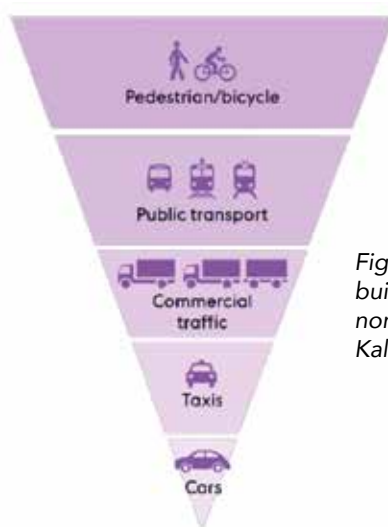 Pedestrian/bicycle
Public transport
Commercial
traffic
Taxis
Cars
Fig
bui
nor
Kal